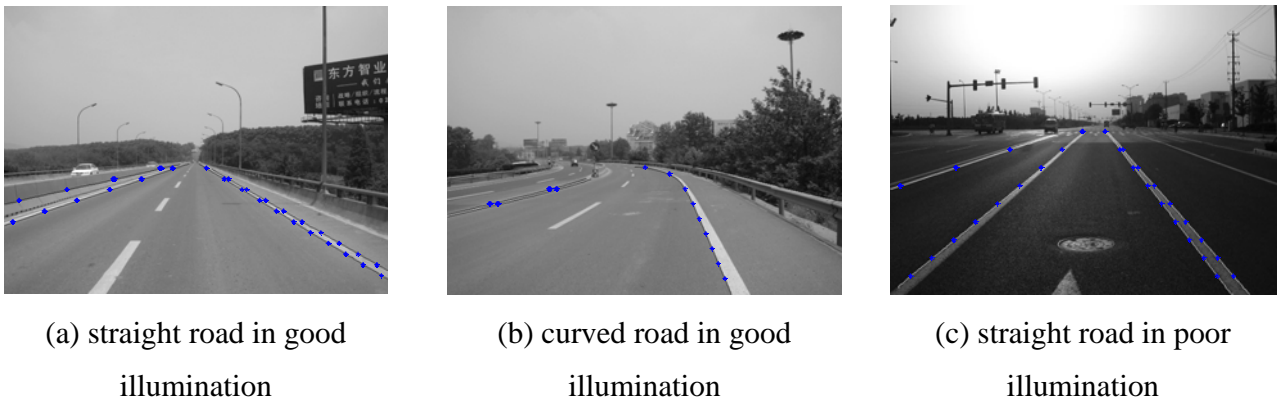 东方智业
(a) straight road in good
illumination
(b) curved road in good
illumination
(c) straight road in poor
illumination